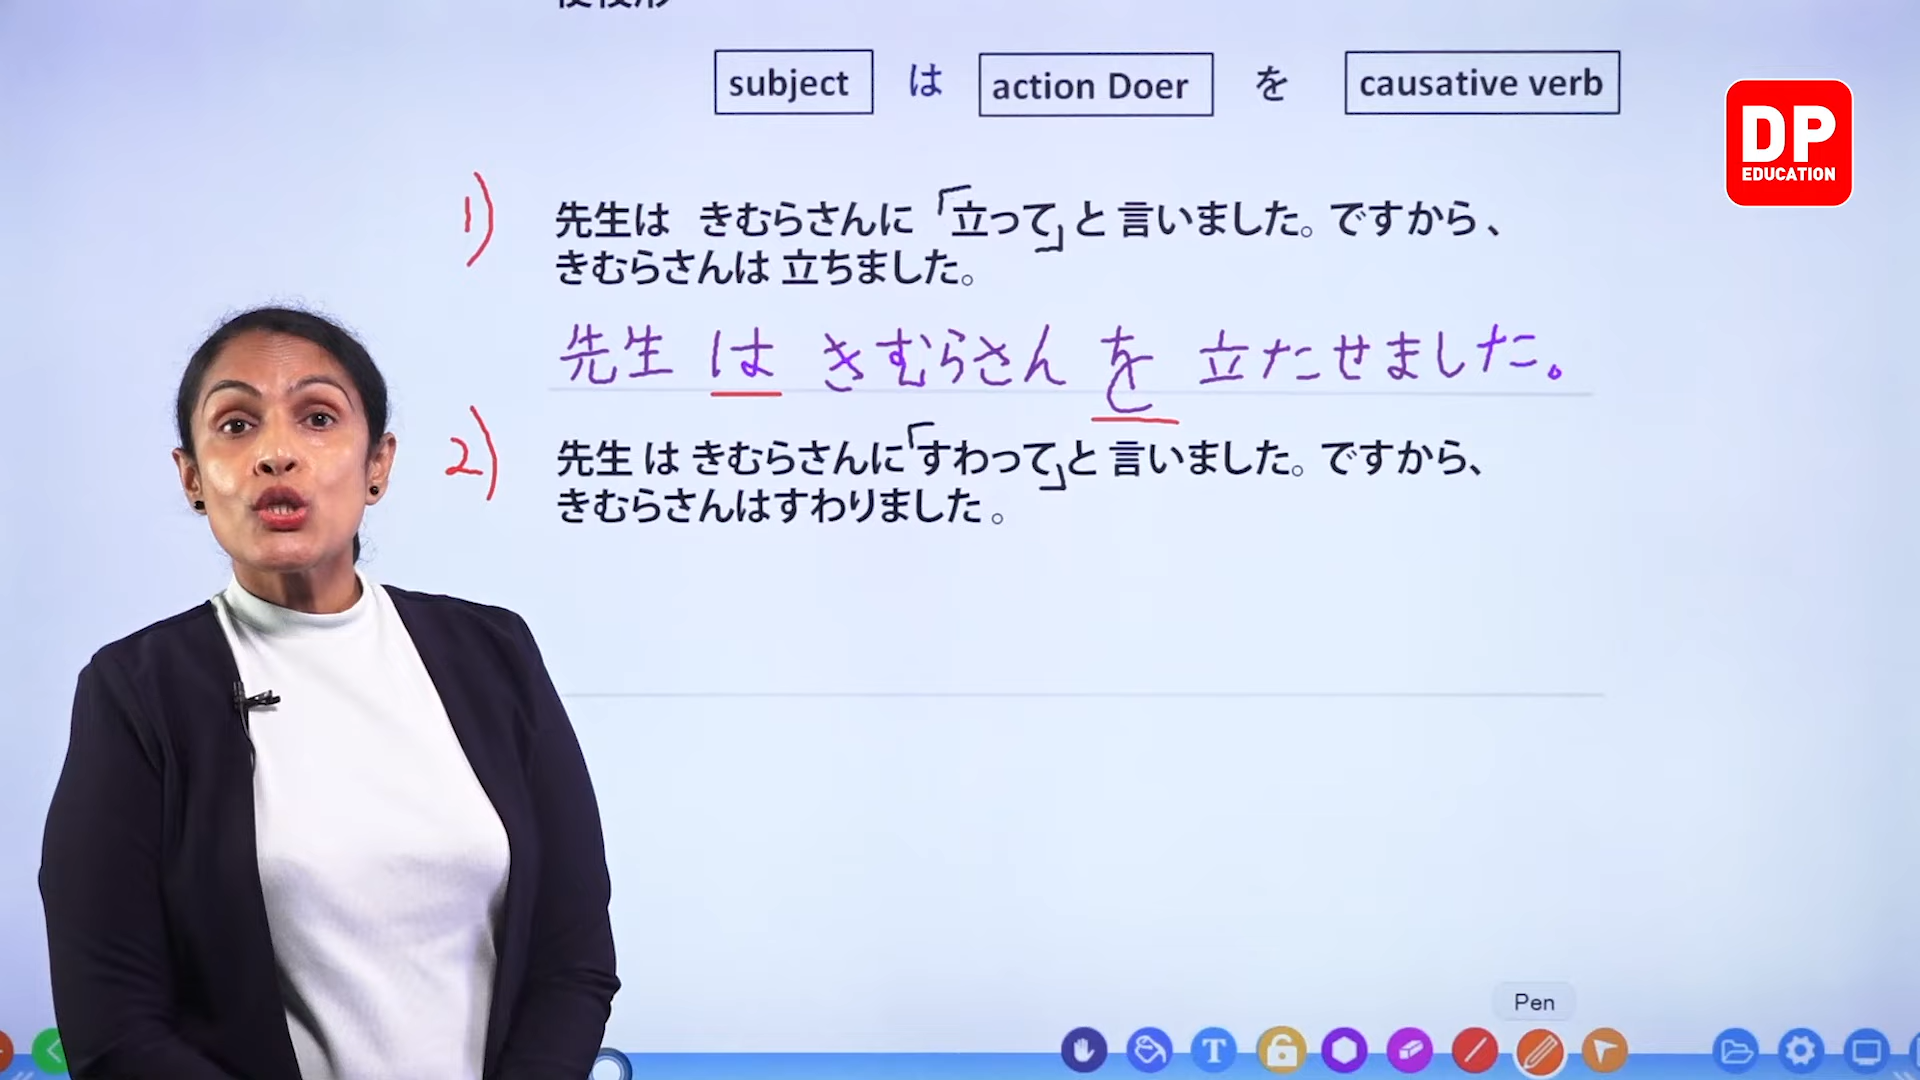 subject は action Doer を causative verb
DP
EDUCATION
1) 先生は きむらさんに 「立って」と 言いました。ですから、
きむらさんは 立ちました。
先生 は きむらさん を 立たせました。
2) 先生 は きむらさんに「すわって」と 言いました。ですから、
きむらさんはすわりました 。
Pen
T